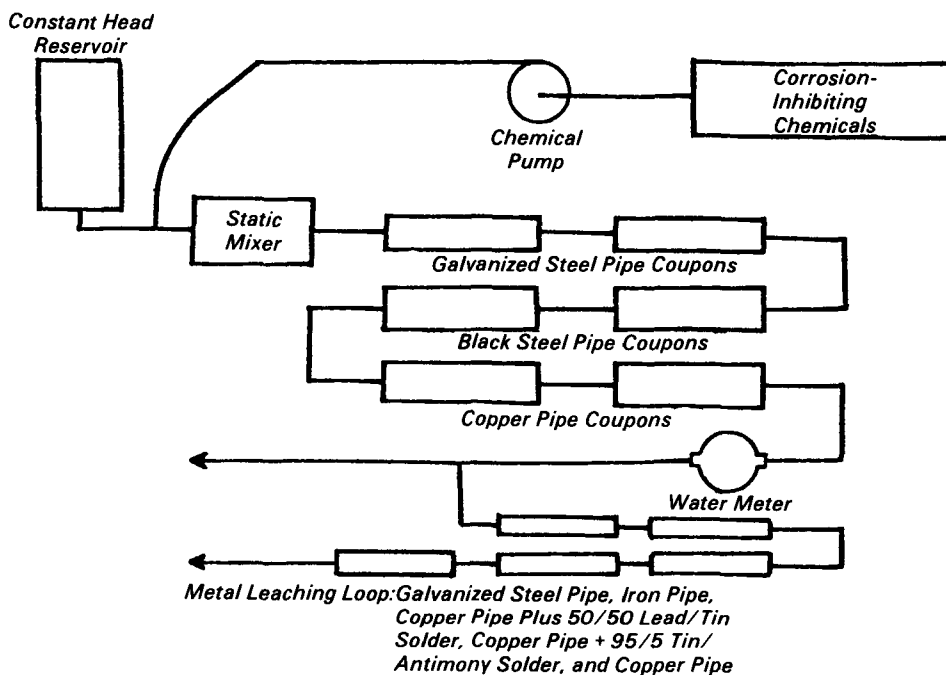 Constant Head
Reservoir
Corrosion-
Inhibiting
Chemicals
Chemical
Pump
Static
Mixer
Galvanized Steel Pipe Coupons
Black Steel Pipe Coupons
Copper Pipe Coupons
Water Meter
Metal Leaching Loop:Galvanized Steel Pipe, Iron Pipe,
Copper Pipe Plus 50/50 Lead/Tin
Solder, Copper Pipe + 95/5 Tin/
Antimony Solder, and Copper Pipe